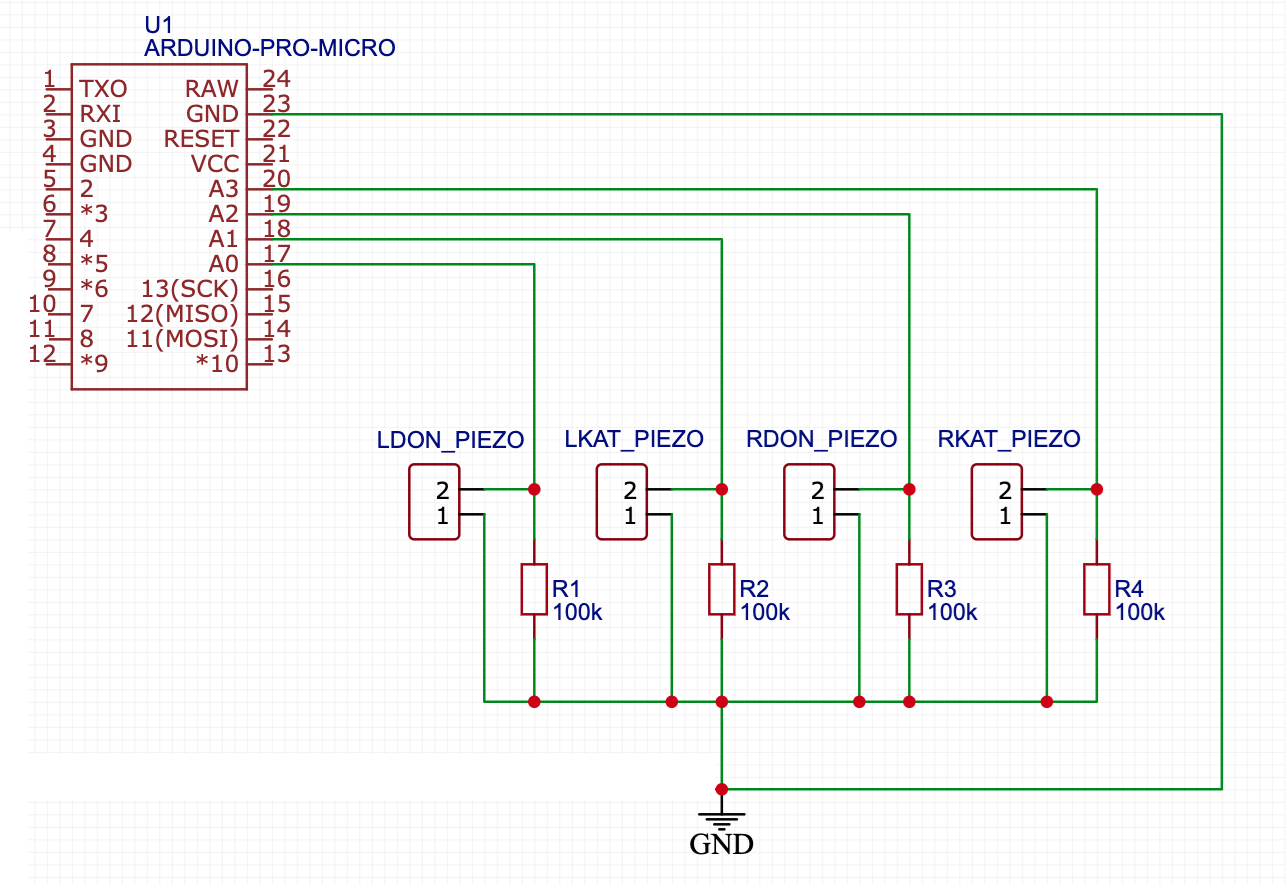 U1
ARDUINO-PRO-MICRO
1 TXO RAW 24
2 RXI GND 23
3 GND RESET 22
4 GND VCC 21
5 2 A3 20
6 *3 A2 19
7 4 A1 18
8 *5 A0 17
9 *6 13(SCK) 16
10 7 12(MISO) 15
11 8 11(MOSI) 14
12 *9 *10 13
LDON_PIEZO LKAT_PIEZO RDON_PIEZO RKAT_PIEZO
2 2 2 2
1 1 1 1
R1 R2 R3 R4
100k 100k 100k 100k
GND